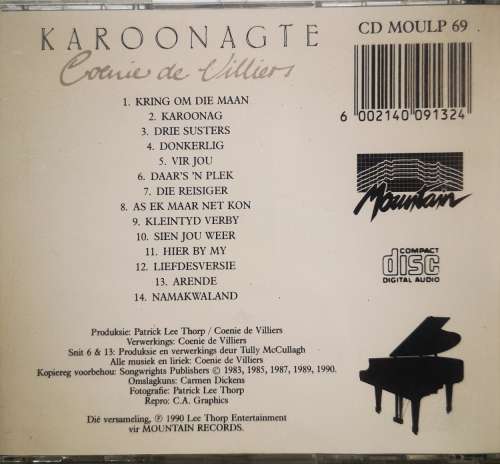 KAROONAGTE
Coenie de Villiers
CD MOULP 69
6 002140 091324
1. KRING OM DIE MAAN
2. KAROONAG
3. DRIE SUSTERS
4. DONKERLIG
5. VIR JOU
6. DAAR'S 'N PLEK
7. DIE REISIGER
8. AS EK MAAR NET KON
9. KLEINTYD VERBY
10. SIEN JOU WEER
11. HIER BY MY
12. LIEFDESVERSIE
13. ARENDE
14. NAMAKWALAND
Mountain
COMPACT
disc
DIGITAL AUDIO
Produksie: Patrick Lee Thorp / Coenie de Villiers
Verwerkings: Coenie de Villiers
Snit 6 & 13: Produksie en verwerkings deur Tully McCullagh
Alle musiek en liriek: Coenie de Villiers
Kopiereg voorbehou: Songwrights Publishers © 1983, 1985, 1987, 1989, 1990.
Omslagkuns: Carmen Dickens
Fotografie: Patrick Lee Thorp
Repro: C.A. Graphics
Dié versameling, ℗ 1990 Lee Thorp Entertainment
vir MOUNTAIN RECORDS.